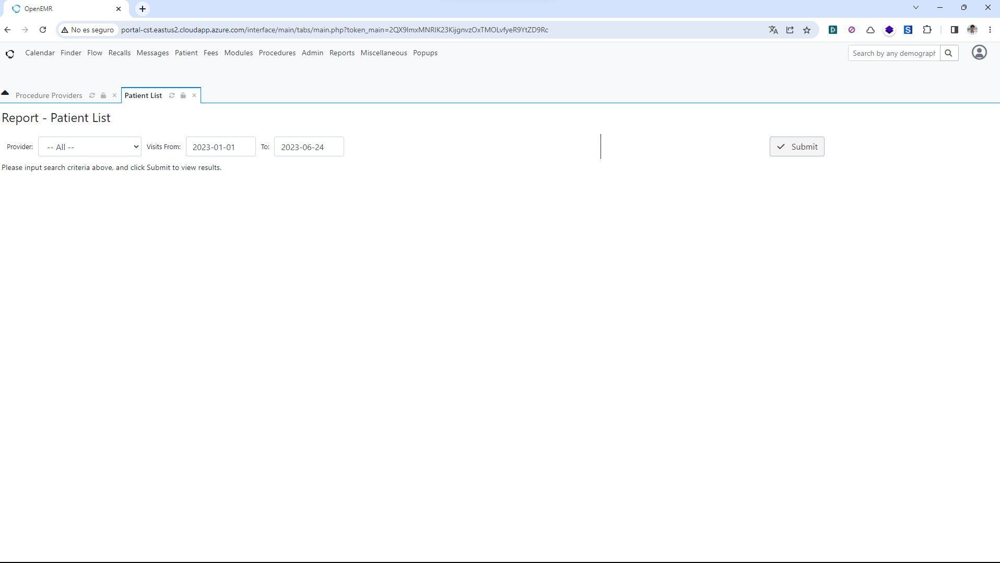 OpenEMR
No es seguro portal-cst.eastus2.cloudapp.azure.com/interface/main/tabs/main.php?token_main=2QX9ImxMNRIK23KijgnvzOxTMOLvfyeR9YtZD9Rc
Calendar Finder Flow Recalls Messages Patient Fees Modules Procedures Admin Reports Miscellaneous Popups Search by any demograph
Procedure Providers Patient List
Report - Patient List
Provider: -- All -- Visits From: 2023-01-01 To: 2023-06-24 Submit
Please input search criteria above, and click Submit to view results.